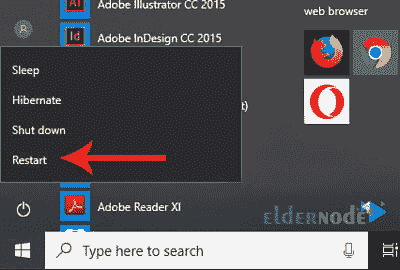 Adobe Illustrator CC 2015
web browser
Adobe InDesign CC 2015
Sleep
Hibernate
Shut down
Restart
Adobe Reader XI
eldernode
Type here to search